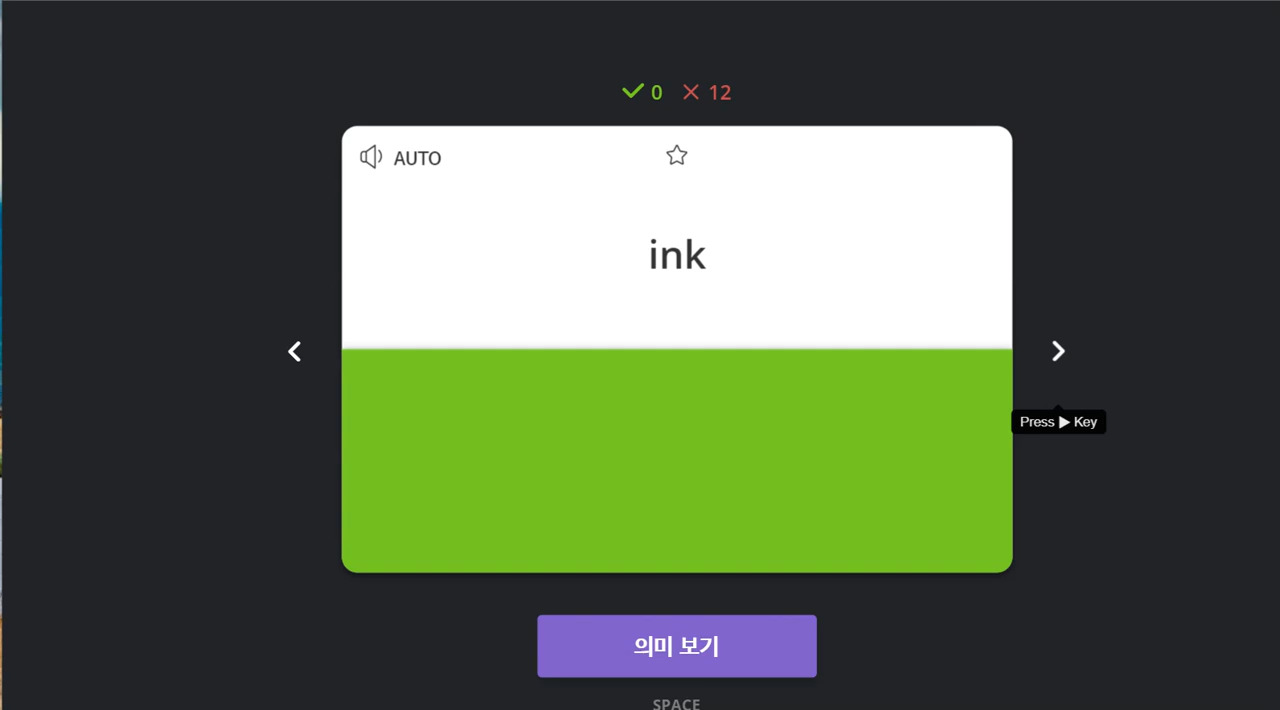 0 12
AUTO
ink
Press ▶ Key
의미 보기
SPACE